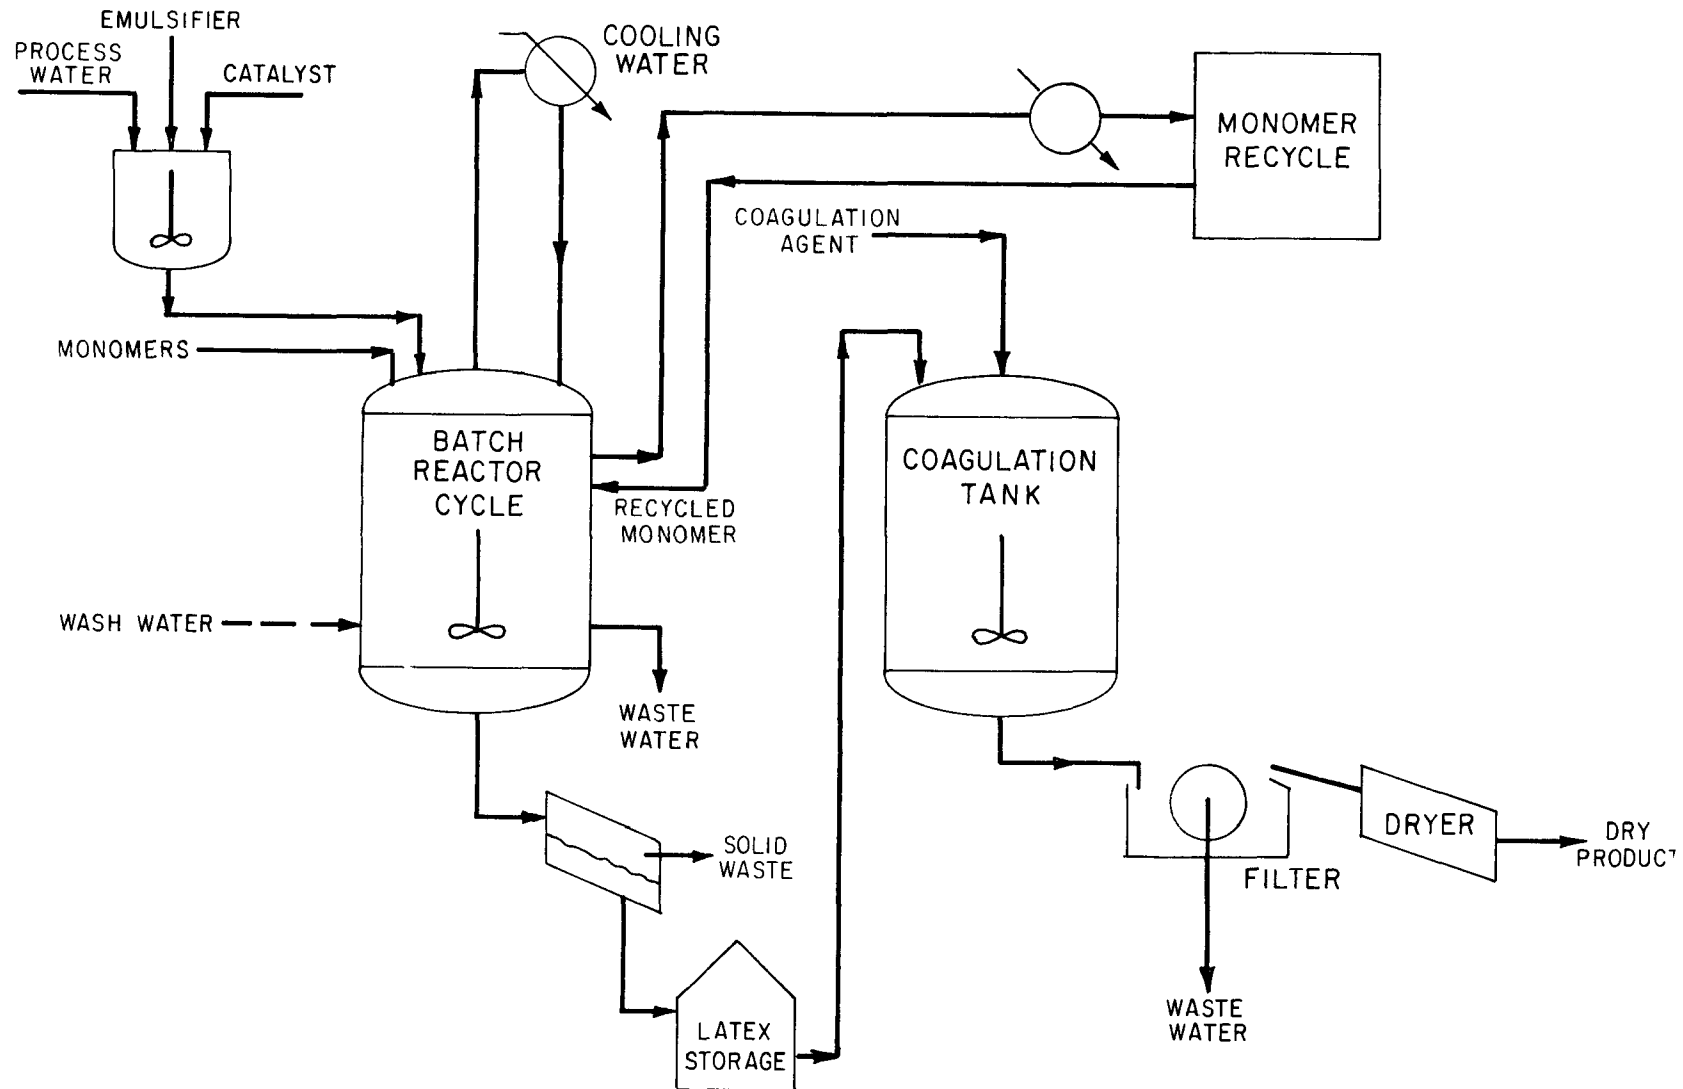 EMULSIFIER
PROCESS
WATER
CATALYST
COOLING
WATER
MONOMER
RECYCLE
COAGULATION
AGENT
MONOMERS
BATCH
REACTOR
CYCLE
RECYCLED
MONOMER
COAGULATION
TANK
WASH WATER
WASTE
WATER
SOLID
WASTE
LATEX
STORAGE
FILTER
DRYER
DRY
PRODUCT
WASTE
WATER